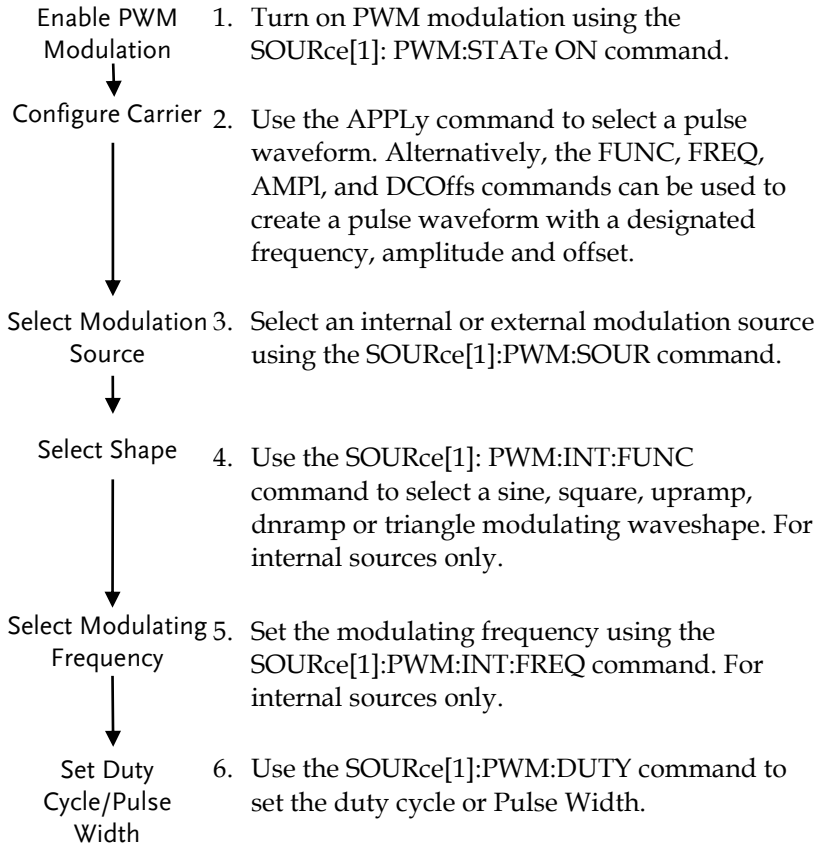 Enable PWM
Modulation
1. Turn on PWM modulation using the
SOURce[1]: PWM:STATe ON command.
Configure Carrier
2. Use the APPLy command to select a pulse
waveform. Alternatively, the FUNC, FREQ,
AMPl, and DCOffs commands can be used to
create a pulse waveform with a designated
frequency, amplitude and offset.
Select Modulation
Source
3. Select an internal or external modulation source
using the SOURce[1]:PWM:SOUR command.
Select Shape
4. Use the SOURce[1]: PWM:INT:FUNC
command to select a sine, square, upramp,
dnramp or triangle modulating waveshape. For
internal sources only.
Select Modulating
Frequency
5. Set the modulating frequency using the
SOURce[1]:PWM:INT:FREQ command. For
internal sources only.
Set Duty
Cycle/Pulse
Width
6. Use the SOURce[1]:PWM:DUTY command to
set the duty cycle or Pulse Width.